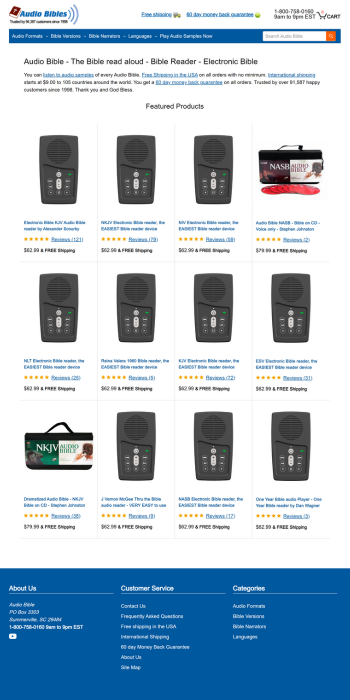 Audio Bibles
Trusted by 91,587 customers since 1998
Free shipping
60 day money back guarantee
1-800-758-0160
9am to 9pm EST
CART
Audio Formats - Bible Versions - Bible Narrators - Languages - Play Audio Samples Now
Search Audio Bible
Audio Bible - The Bible read aloud - Bible Reader - Electronic Bible
You can listen to audio samples of every Audio Bible. Free Shipping in the USA on all orders with no minimum. International shipping
starts at $9.00 to 105 countries around the world. You get a 60 day money back guarantee on all orders. Trusted by over 91,587 happy
customers since 1998. Thank you and God Bless.
Featured Products
NASB AUDIO BIBLE
Electronic Bible KJV Audio Bible
reader by Alexander Scourby
Reviews (121)
$62.99 & FREE Shipping
NKJV Electronic Bible reader, the
EASIEST Bible reader device
Reviews (79)
$62.99 & FREE Shipping
NIV Electronic Bible reader, the
EASIEST Bible reader device
Reviews (59)
$62.99 & FREE Shipping
Audio Bible NASB - Bible on CD -
Voice only - Stephen Johnston
Reviews (2)
$79.99 & FREE Shipping
NLT Electronic Bible reader, the
EASIEST Bible reader device
Reviews (25)
$62.99 & FREE Shipping
Reina Valera 1960 Bible reader, the
EASIEST Bible reader device
Reviews (5)
$62.99 & FREE Shipping
KJV Electronic Bible reader, the
EASIEST Bible reader device
Reviews (72)
$62.99 & FREE Shipping
ESV Electronic Bible reader, the
EASIEST Bible reader device
Reviews (31)
$62.99 & FREE Shipping
NKJV AUDIO BIBLE
Dramatized Audio Bible - NKJV
Bible on CD - Stephen Johnston
Reviews (38)
$79.99 & FREE Shipping
J Vernon McGee Thru the Bible
audio reader - VERY EASY to use
Reviews (9)
$62.99 & FREE Shipping
NASB Electronic Bible reader, the
EASIEST Bible reader device
Reviews (17)
$62.99 & FREE Shipping
One Year Bible audio Player - One
Year Bible reader by Dan Wagner
Reviews (3)
$62.99 & FREE Shipping
About Us
Audio Bible
PO Box 3303
Summerville, SC 29484
1-800-758-0160 9am to 9pm EST
Customer Service
Contact Us
Frequently Asked Questions
Free shipping in the USA
International Shipping
60 day Money Back Guarantee
About Us
Site Map
Categories
Audio Formats
Bible Versions
Bible Narrators
Languages